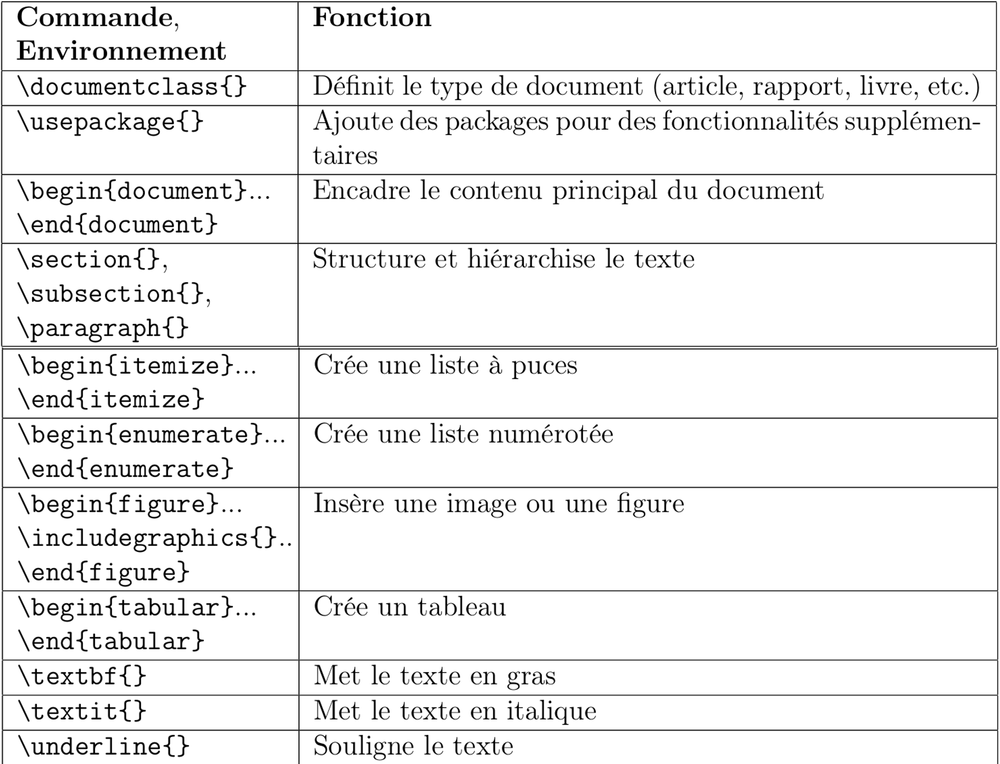 Commande, Fonction
Environnement
\documentclass{} Définit le type de document (article, rapport, livre, etc.)
\usepackage{} Ajoute des packages pour des fonctionnalités supplémen-
taires
\begin{document}... Encadre le contenu principal du document
\end{document}
\section{}, Structure et hiérarchise le texte
\subsection{},
\paragraph{}
\begin{itemize}... Crée une liste à puces
\end{itemize}
\begin{enumerate}... Crée une liste numérotée
\end{enumerate}
\begin{figure}... Insère une image ou une figure
\includegraphics{}..
\end{figure}
\begin{tabular}... Crée un tableau
\end{tabular}
\textbf{} Met le texte en gras
\textit{} Met le texte en italique
\underline{} Souligne le texte